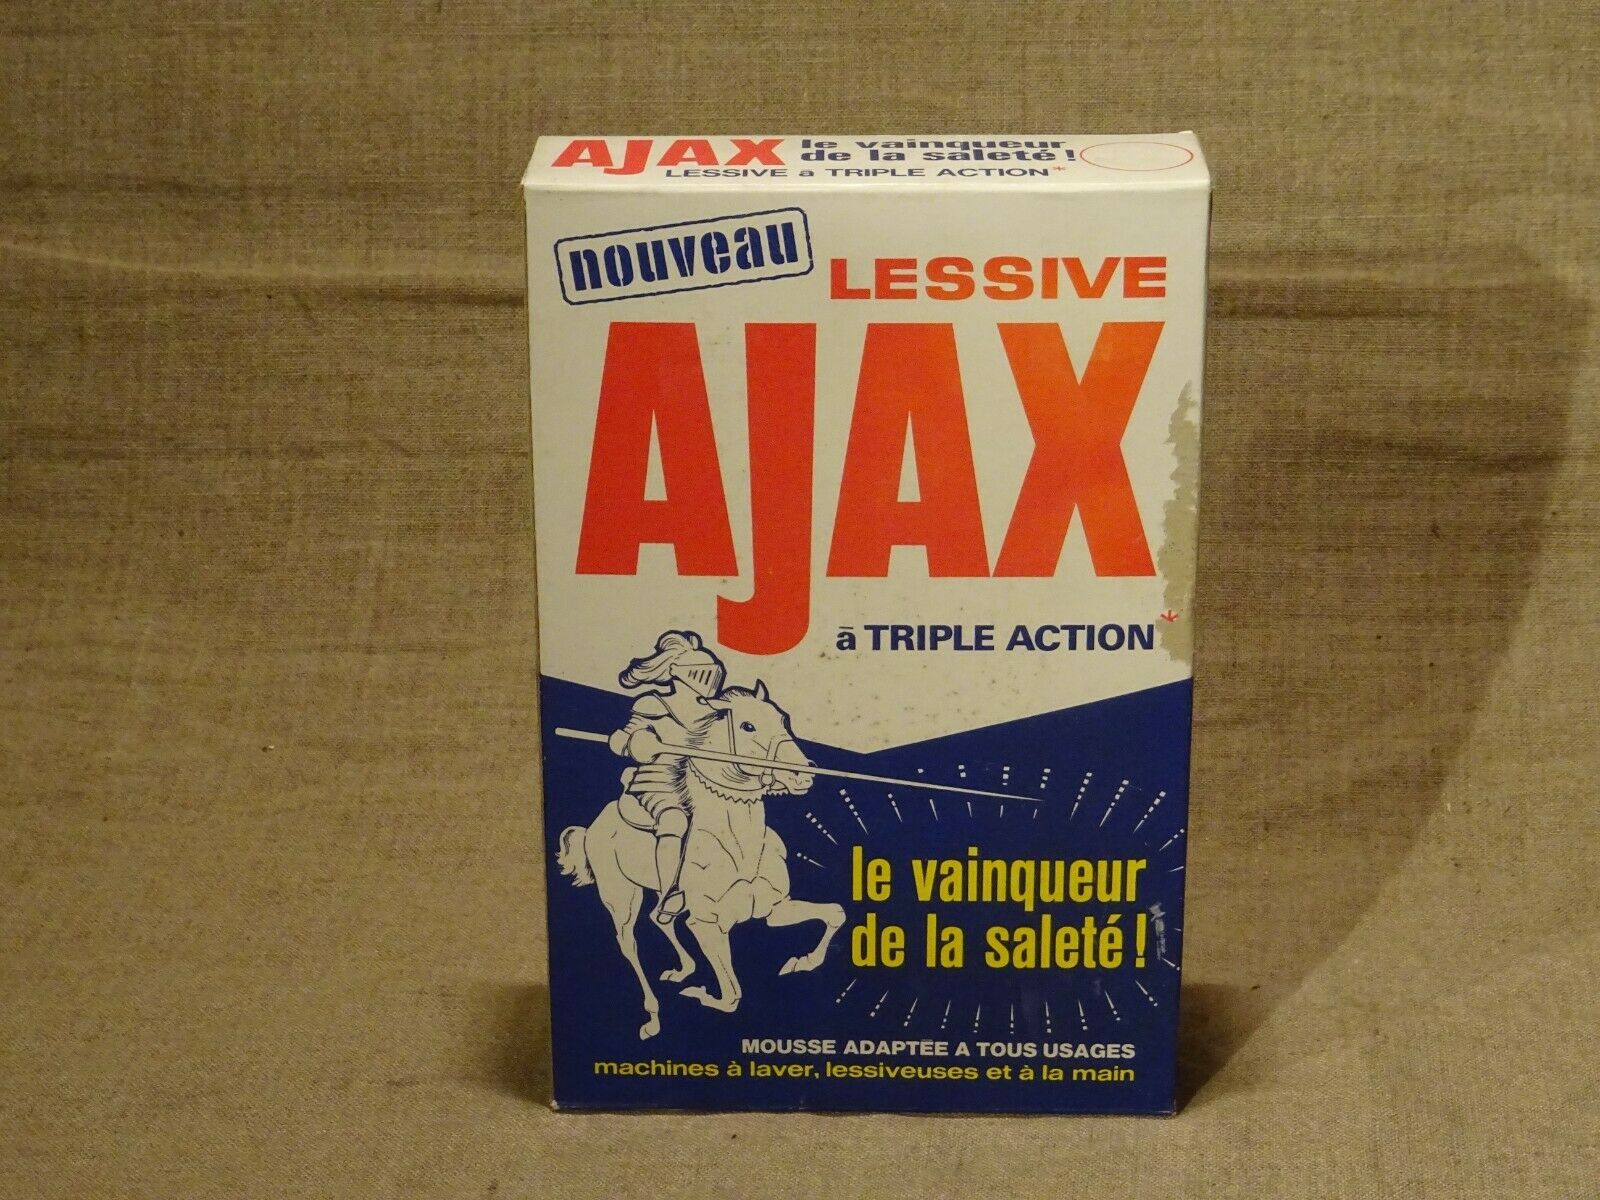 AJAX le vainqueur
de la saleté !
LESSIVE a TRIPLE ACTION*
nouveau
LESSIVE
AJAX
à TRIPLE ACTION*
le vainqueur
de la saleté !
MOUSSE ADAPTÉE A TOUS USAGES
machines à laver, lessiveuses et à la main